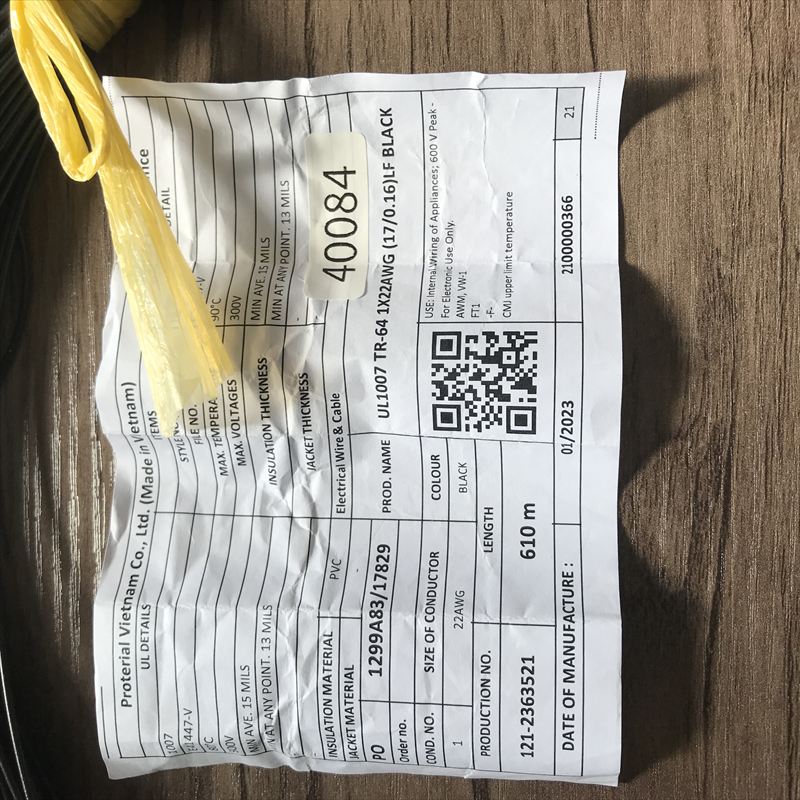 Proterial Vietnam Co., Ltd. (Made in Vietnam)
UL DETAILS ITEMS DETAIL
1007 STYLE NO.
447-V FILE NO. -V
MAX. TEMPERA 90°C
300V MAX. VOLTAGES 300V
MIN AVE. 15 MILS INSULATION THICKNESS MIN AVE. 15 MILS
AT ANY POINT. 13 MILS MIN AT ANY POINT. 13 MILS
JACKET THICKNESS
INSULATION MATERIAL PVC Electrical Wire & Cable
JACKET MATERIAL
40084
PO 1299A83/17829 PROD. NAME UL1007 TR-64 1X22AWG (17/0.16)LF BLACK
Order no.
COND. NO. SIZE OF CONDUCTOR COLOUR
1 22AWG BLACK
USE: Internal Wiring of Appliances; 600 V Peak -
For Electronic Use Only.
AWM, VW-1
FT1
-F-
CMJ upper limit temperature
PRODUCTION NO. LENGTH
121-2363521 610 m
DATE OF MANUFACTURE : 01/2023 2100000366 21